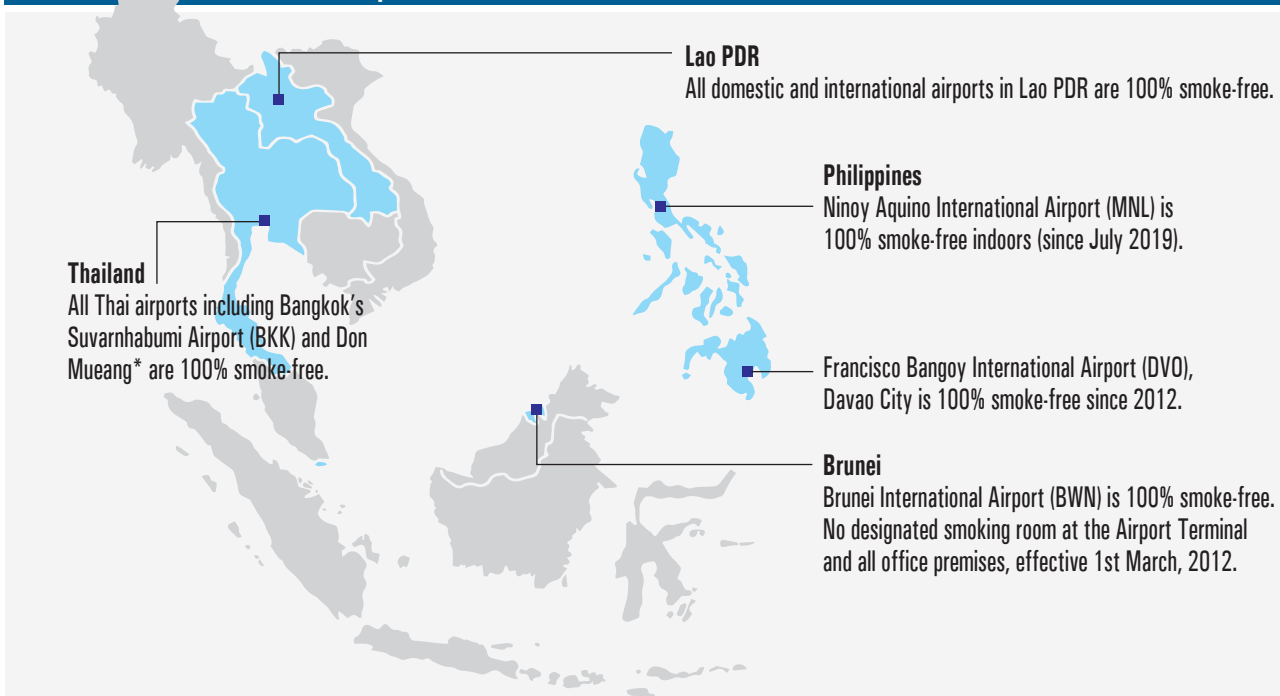 Lao PDR
All domestic and international airports in Lao PDR are 100% smoke-free.
Philippines
Ninoy Aquino International Airport (MNL) is
100% smoke-free indoors (since July 2019).
Thailand
All Thai airports including Bangkok's
Suvarnhabumi Airport (BKK) and Don
Mueang* are 100% smoke-free.
Francisco Bangoy International Airport (DVO),
Davao City is 100% smoke-free since 2012.
Brunei
Brunei International Airport (BWN) is 100% smoke-free.
No designated smoking room at the Airport Terminal
and all office premises, effective 1st March, 2012.